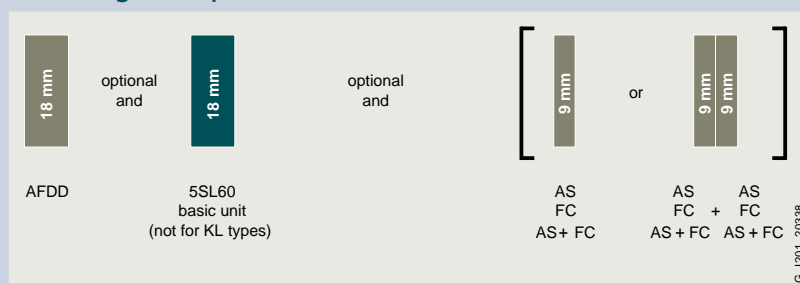 18 mm
optional
and
18 mm
optional
and
9 mm
or
9 mm
9 mm
AFDD
5SL60
basic unit
(not for KL types)
AS
FC
AS + FC
AS AS
FC + FC
AS + FC AS + FC